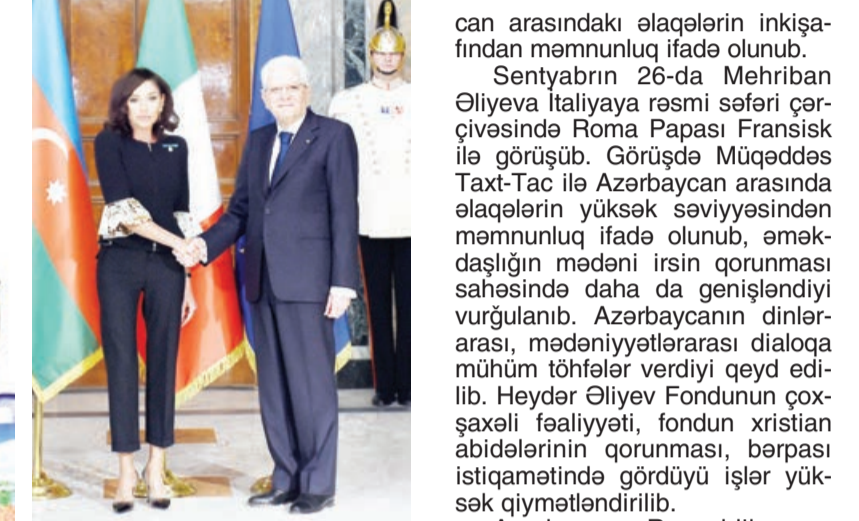 can arasındakı əlaqələrin inkişa-
fından məmnunluq ifadə olunub.
Sentyabrın 26-da Mehriban
Əliyeva İtaliyaya rəsmi səfəri çər-
çivəsində Roma Papası Fransisk
ilə görüşüb. Görüşdə Müqəddəs
Taxt-Tac ilə Azərbaycan arasında
əlaqələrin yüksək səviyyəsindən
məmnunluq ifadə olunub, əmək-
daşlığın mədəni irsin qorunması
sahəsində daha da genişləndiyi
vurğulanıb. Azərbaycanın dinlər-
arası, mədəniyyətlərarası dialoqa
mühüm töhfələr verdiyi qeyd edi-
lib. Heydər Əliyev Fondunun çox-
şaxəli fəaliyyəti, fondun xristian
abidələrinin qorunması, bərpası
istiqamətində gördüyü işlər yük-
sək qiymətləndirilib.